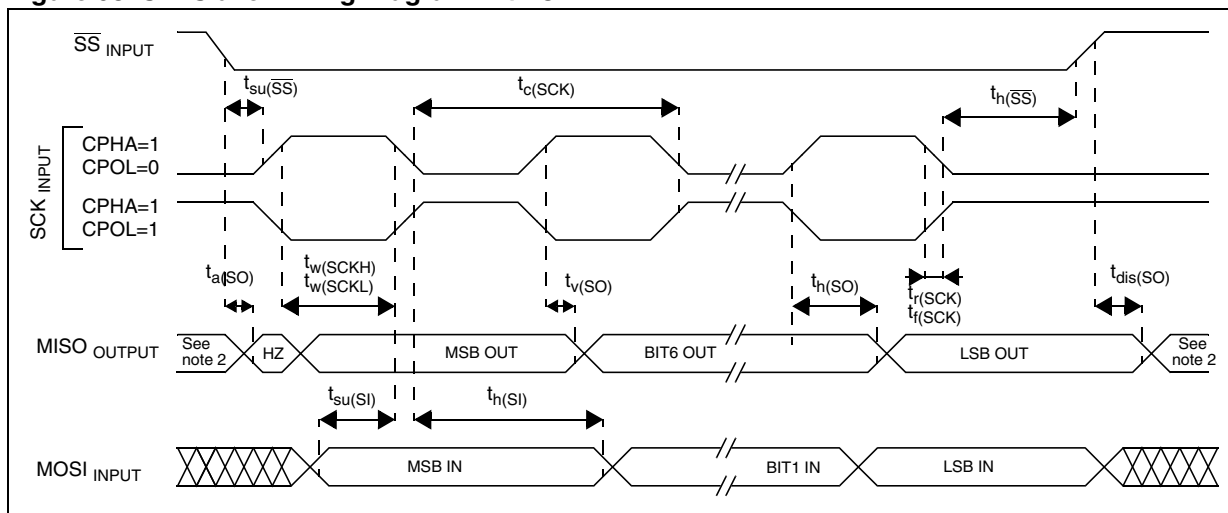 SS INPUT
tsu(SS)
tc(SCK)
th(SS)
SCK INPUT
CPHA=1
CPOL=0
CPHA=1
CPOL=1
ta(SO)
tw(SCKH)
tw(SCKL)
tv(SO)
th(SO)
tr(SCK)
tf(SCK)
tdis(SO)
MISO OUTPUT
See
note 2
HZ
MSB OUT
BIT6 OUT
LSB OUT
See
note 2
tsu(SI)
th(SI)
MOSI INPUT
MSB IN
BIT1 IN
LSB IN